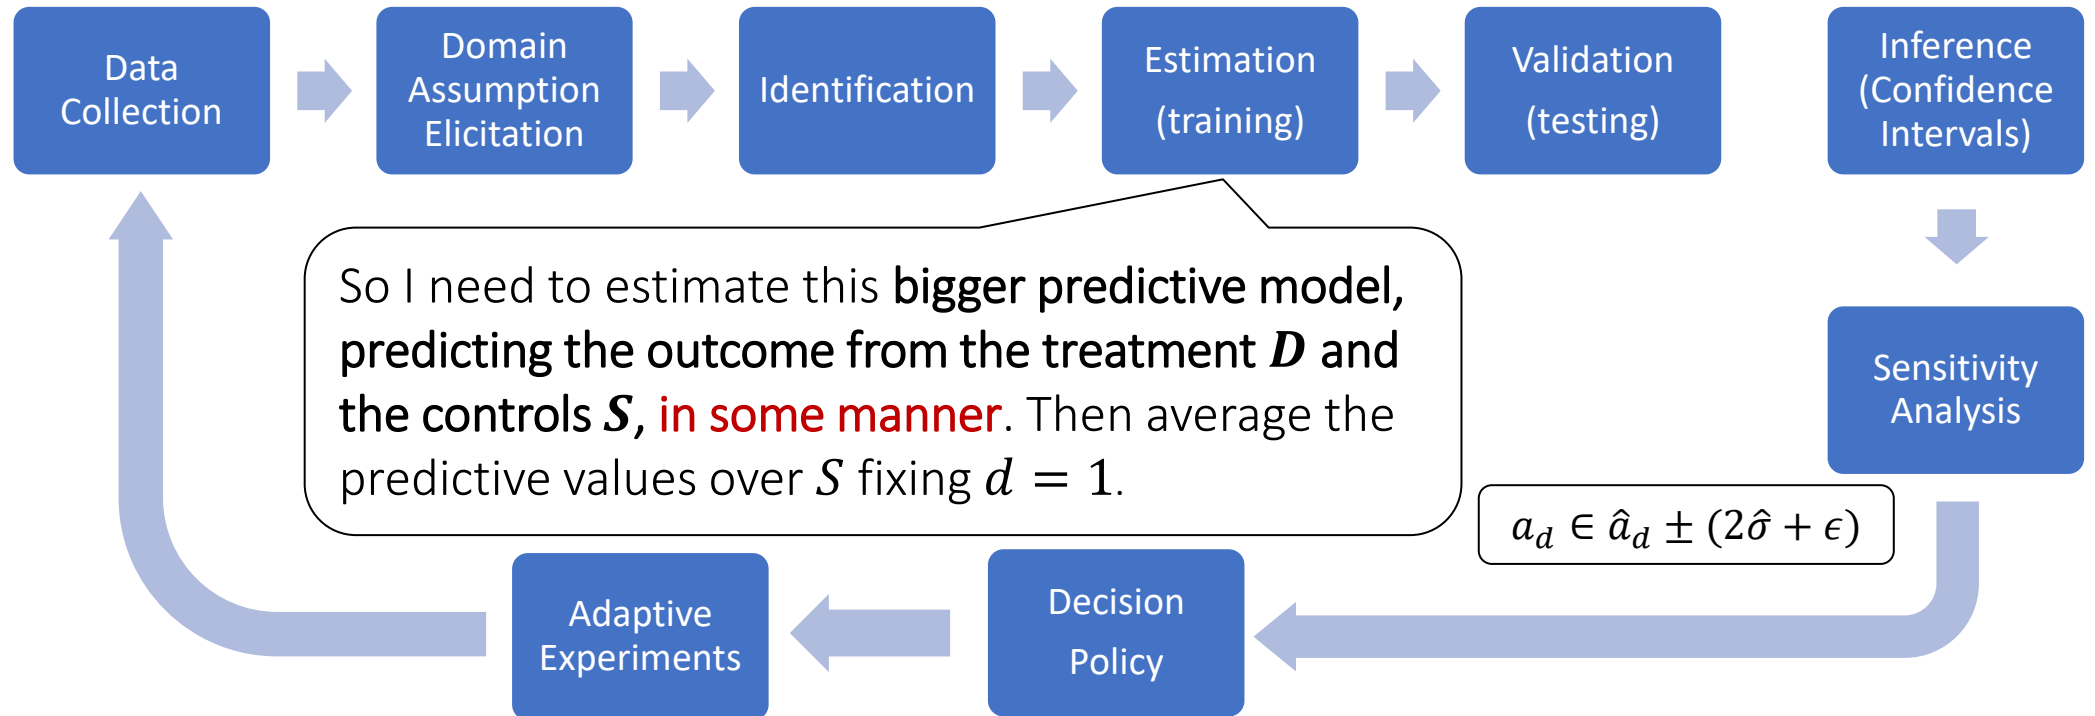 Data
Collection
Domain
Assumption
Elicitation
Identification
Estimation
(training)
Validation
(testing)
Inference
(Confidence
Intervals)
So I need to estimate this bigger predictive model,
predicting the outcome from the treatment D and
the controls S, in some manner. Then average the
predictive values over S fixing d = 1.
Sensitivity
Analysis
a_d ∈ â_d ± (2σ̂ + ϵ)
Decision
Policy
Adaptive
Experiments